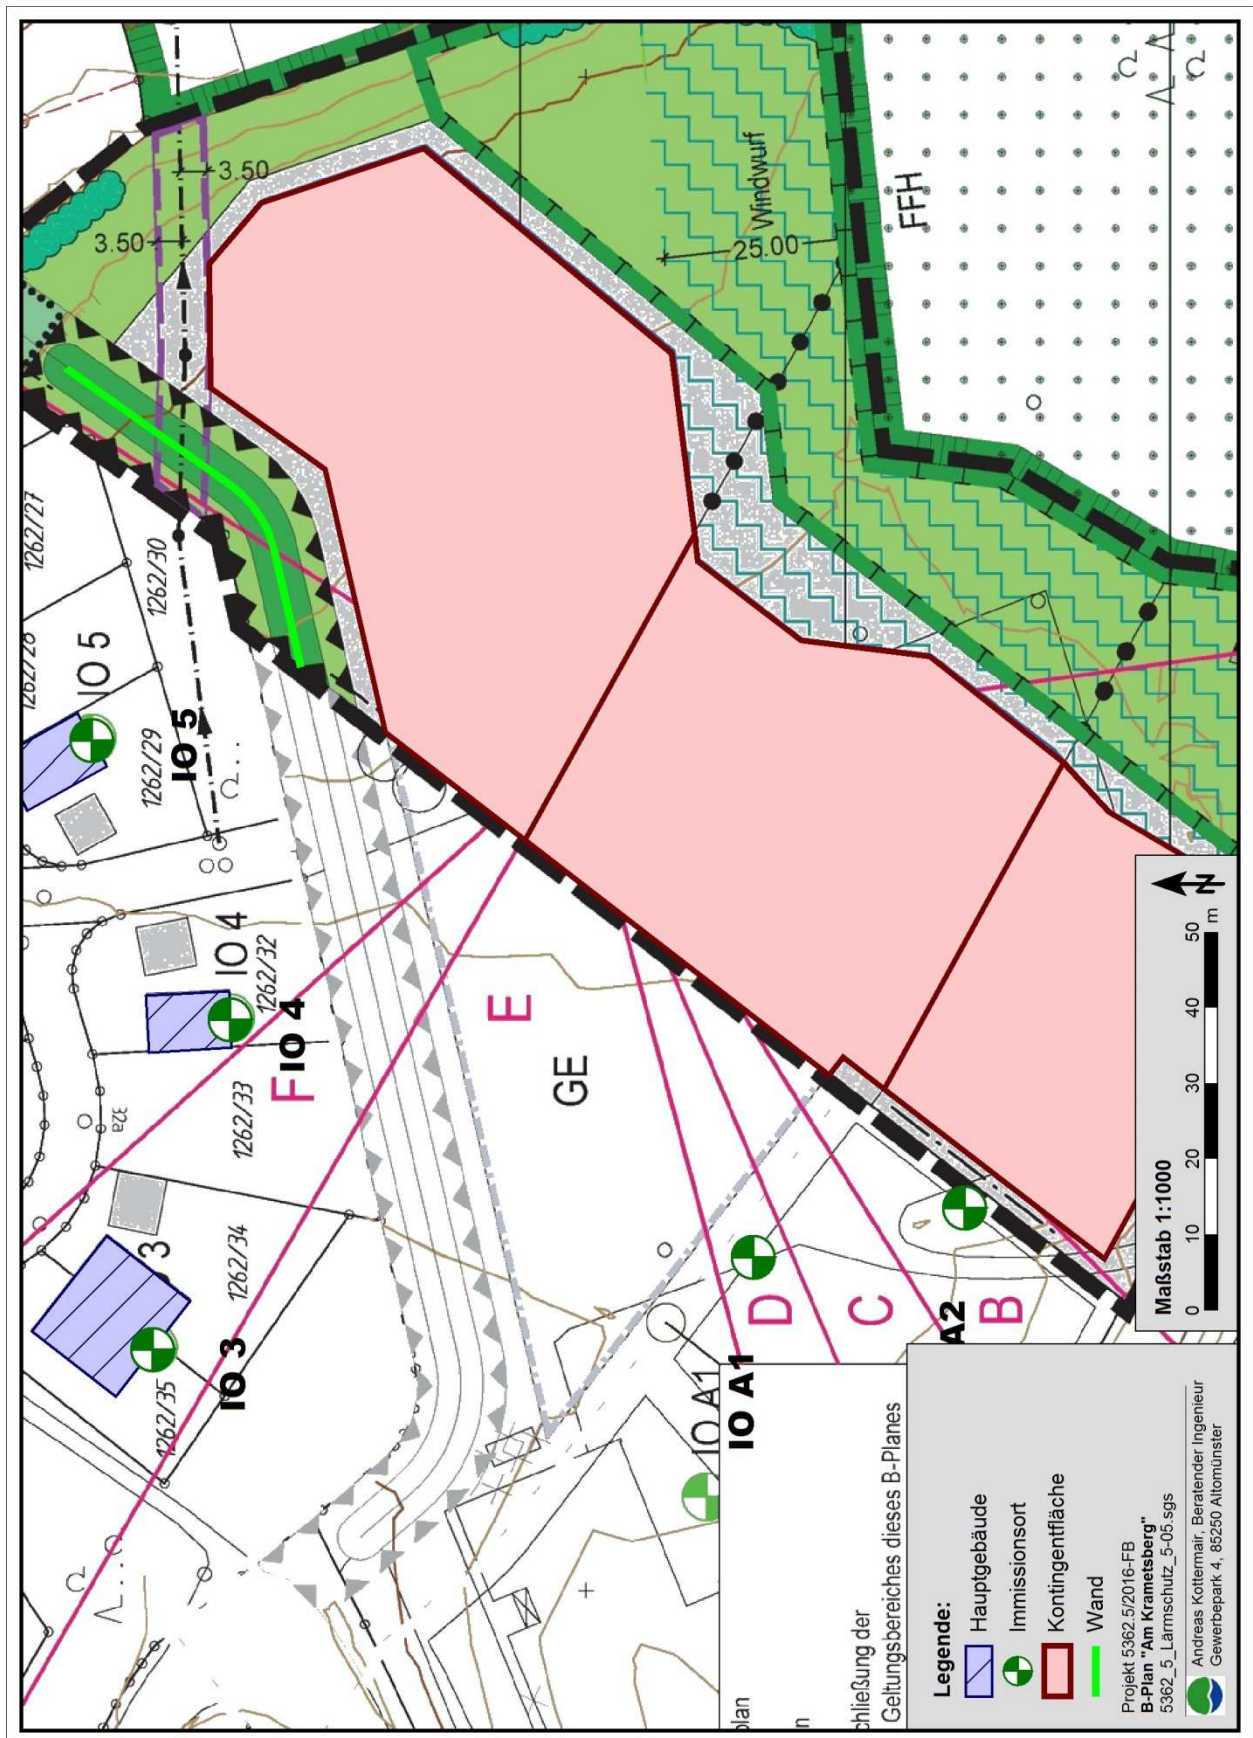 1262/27
1262/28
IO 5
IO 5
1262/30
1262/29
3.50
3.50
Windwurf
25.00
FFH
IO 4
1262/32
IO 4
F
1262/33
32a
E
GE
3
1262/34
IO 3
1262/35
D
C
B
A2
IO A1
IO A1
plan
n
chließung der
Geltungsbereiches dieses B-Planes
Maßstab 1:1000
0 10 20 30 40 50
m
N
Legende:
Hauptgebäude
Immissionsort
Kontingentfläche
Wand
Projekt 5362.5/2016-FB
B-Plan "Am Krametsberg"
5362_5_Lärmschutz_5-05.sgs
Andreas Kottermair, Beratender Ingenieur
Gewerbepark 4, 85250 Altomünster